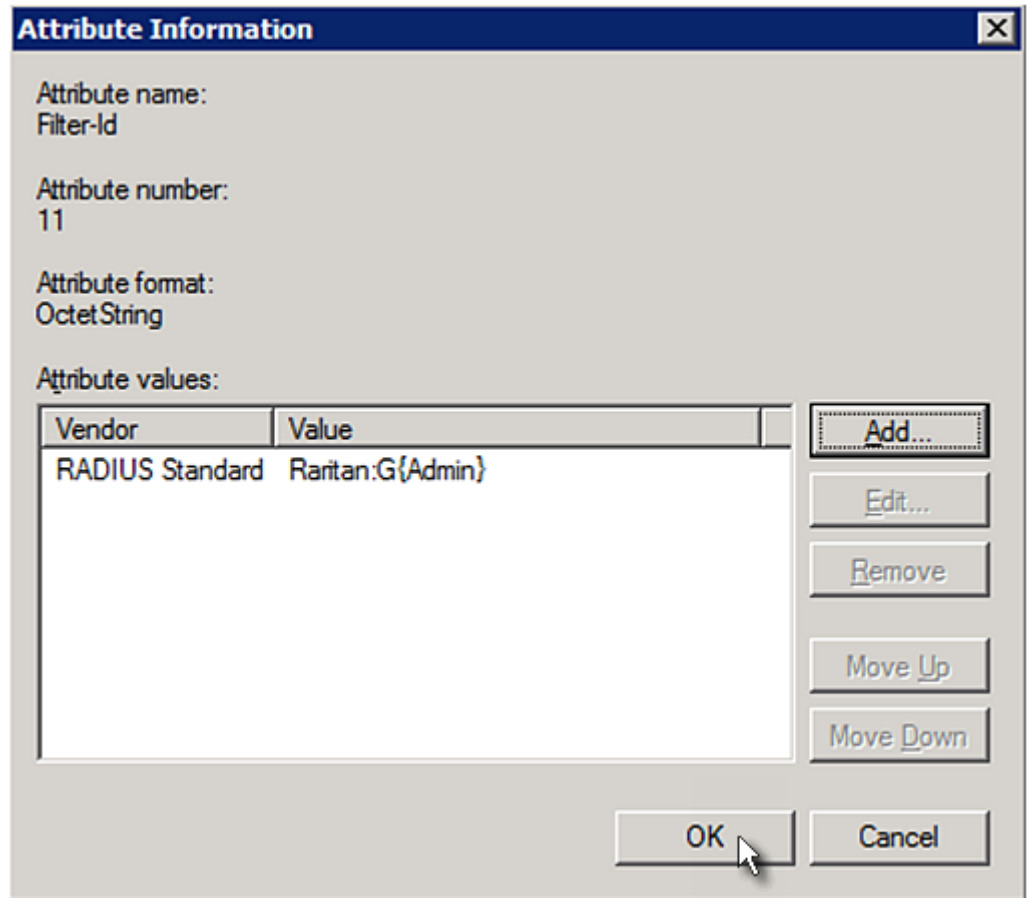 Attribute Information
Attribute name:
Filter-Id
Attribute number:
11
Attribute format:
OctetString
Attribute values:
Vendor Value
RADIUS Standard Raritan:G{Admin}
Add...
Edit...
Remove
Move Up
Move Down
OK Cancel